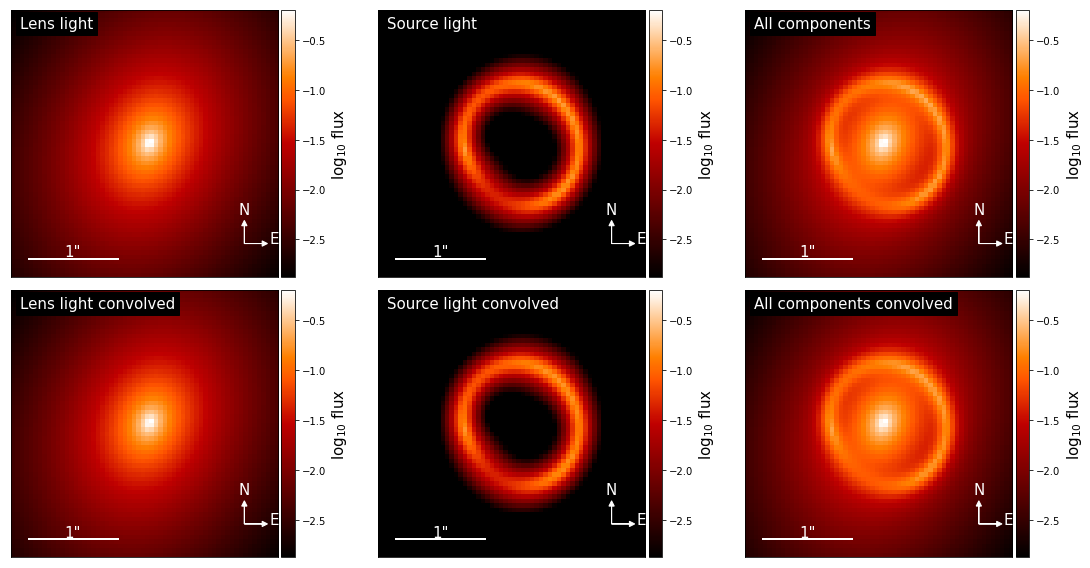 Lens light
−0.5
−1.0
−1.5
−2.0
−2.5
log₁₀ flux
N
E
1"
Source light
−0.5
−1.0
−1.5
−2.0
−2.5
log₁₀ flux
N
E
1"
All components
−0.5
−1.0
−1.5
−2.0
−2.5
log₁₀ flux
N
E
1"
Lens light convolved
−0.5
−1.0
−1.5
−2.0
−2.5
log₁₀ flux
N
E
1"
Source light convolved
−0.5
−1.0
−1.5
−2.0
−2.5
log₁₀ flux
N
E
1"
All components convolved
−0.5
−1.0
−1.5
−2.0
−2.5
log₁₀ flux
N
E
1"